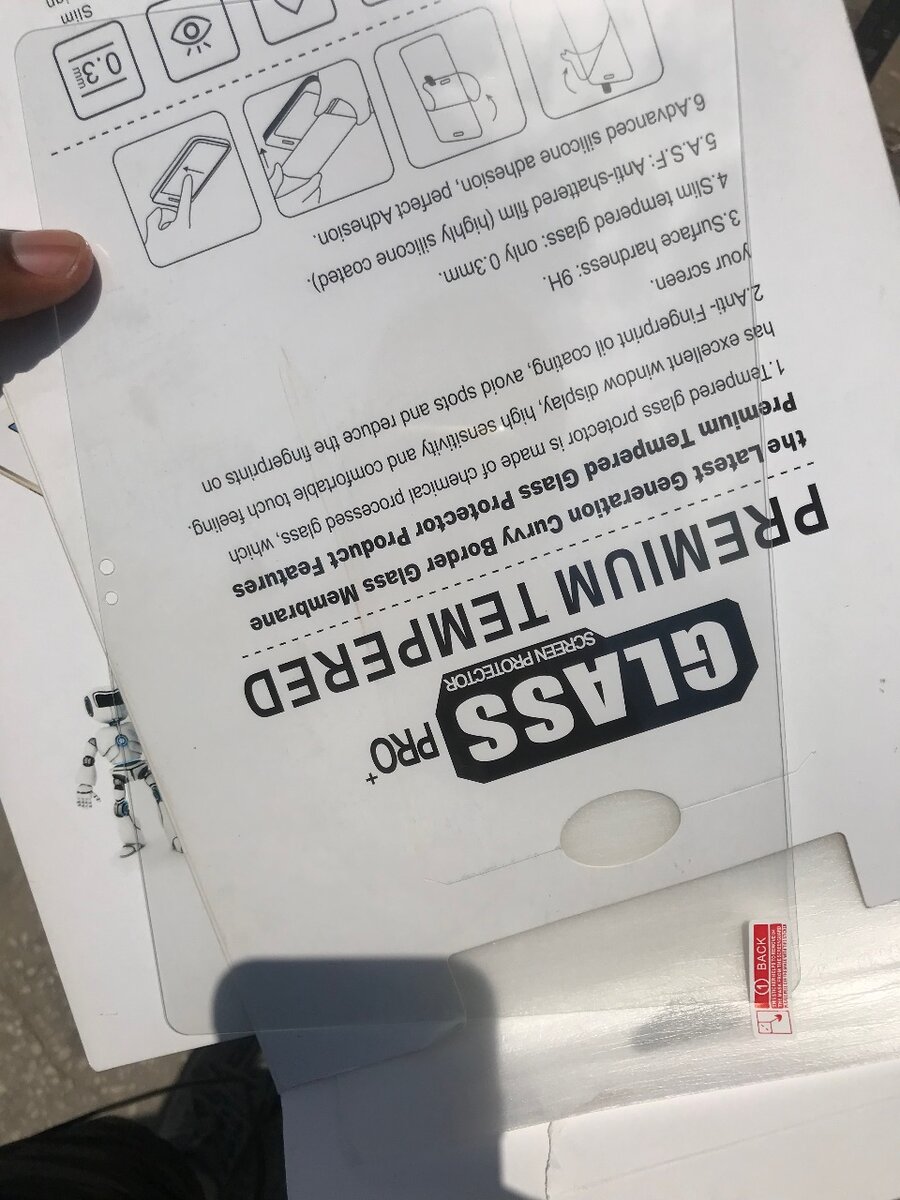 GLASS PRO+
SCREEN PROTECTOR
PREMIUM TEMPERED
the Latest Generation Curvy Border Glass Membrane
Premium Tempered Glass Protector Product Features
1.Tempered glass protector is made of chemical processed glass, which
has excellent window display, high sensitivity and comfortable touch feeling.
2.Anti- Fingerprint oil coating, avoid spots and reduce the fingerprints on
your screen.
3.Surface hardness: 9H.
4.Slim tempered glass: only 0.3mm.
5.A.S.F: Anti-shattered film (highly silicone coated).
6.Advanced silicone adhesion, perfect Adhesion.
0.3 mm
Slim
(1) BACK